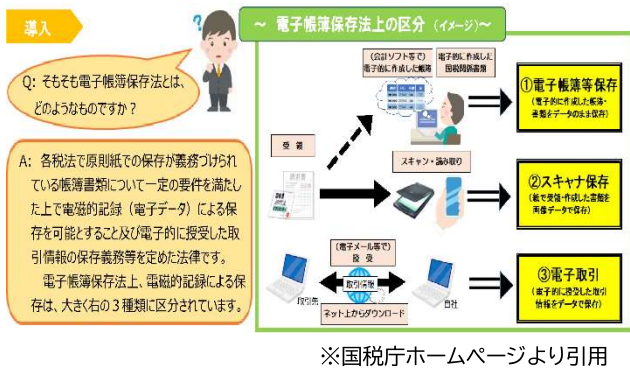 導入
?
~ 電子帳簿保存法上の区分 (イメージ)~
Q: そもそも電子帳簿保存法とは、
どのようなものですか?
A: 各税法で原則紙での保存が義務づけられ
ている帳簿書類について一定の要件を満たし
た上で電磁的記録(電子データ)による保
存を可能とすること及び電子的に授受した取
引情報の保存義務等を定めた法律です。
電子帳簿保存法上、電磁的記録による保
存は、大きく右の3種類に区分されています。
(会計ソフト等で)
電子的に作成した帳簿
電子的に作成した
国税関係書類
①電子帳簿等保存
(電子的に作成した帳簿・
書類をデータのまま保存)
受領
請求書
スキャン・読み取り
②スキャナ保存
(紙で受領・作成した書類を
画像データで保存)
(電子メール等で)
授受
取引情報
取引先
自社
ネット上からダウンロード
③電子取引
(電子的に授受した取引
情報をデータで保存)
※国税庁ホームページより引用